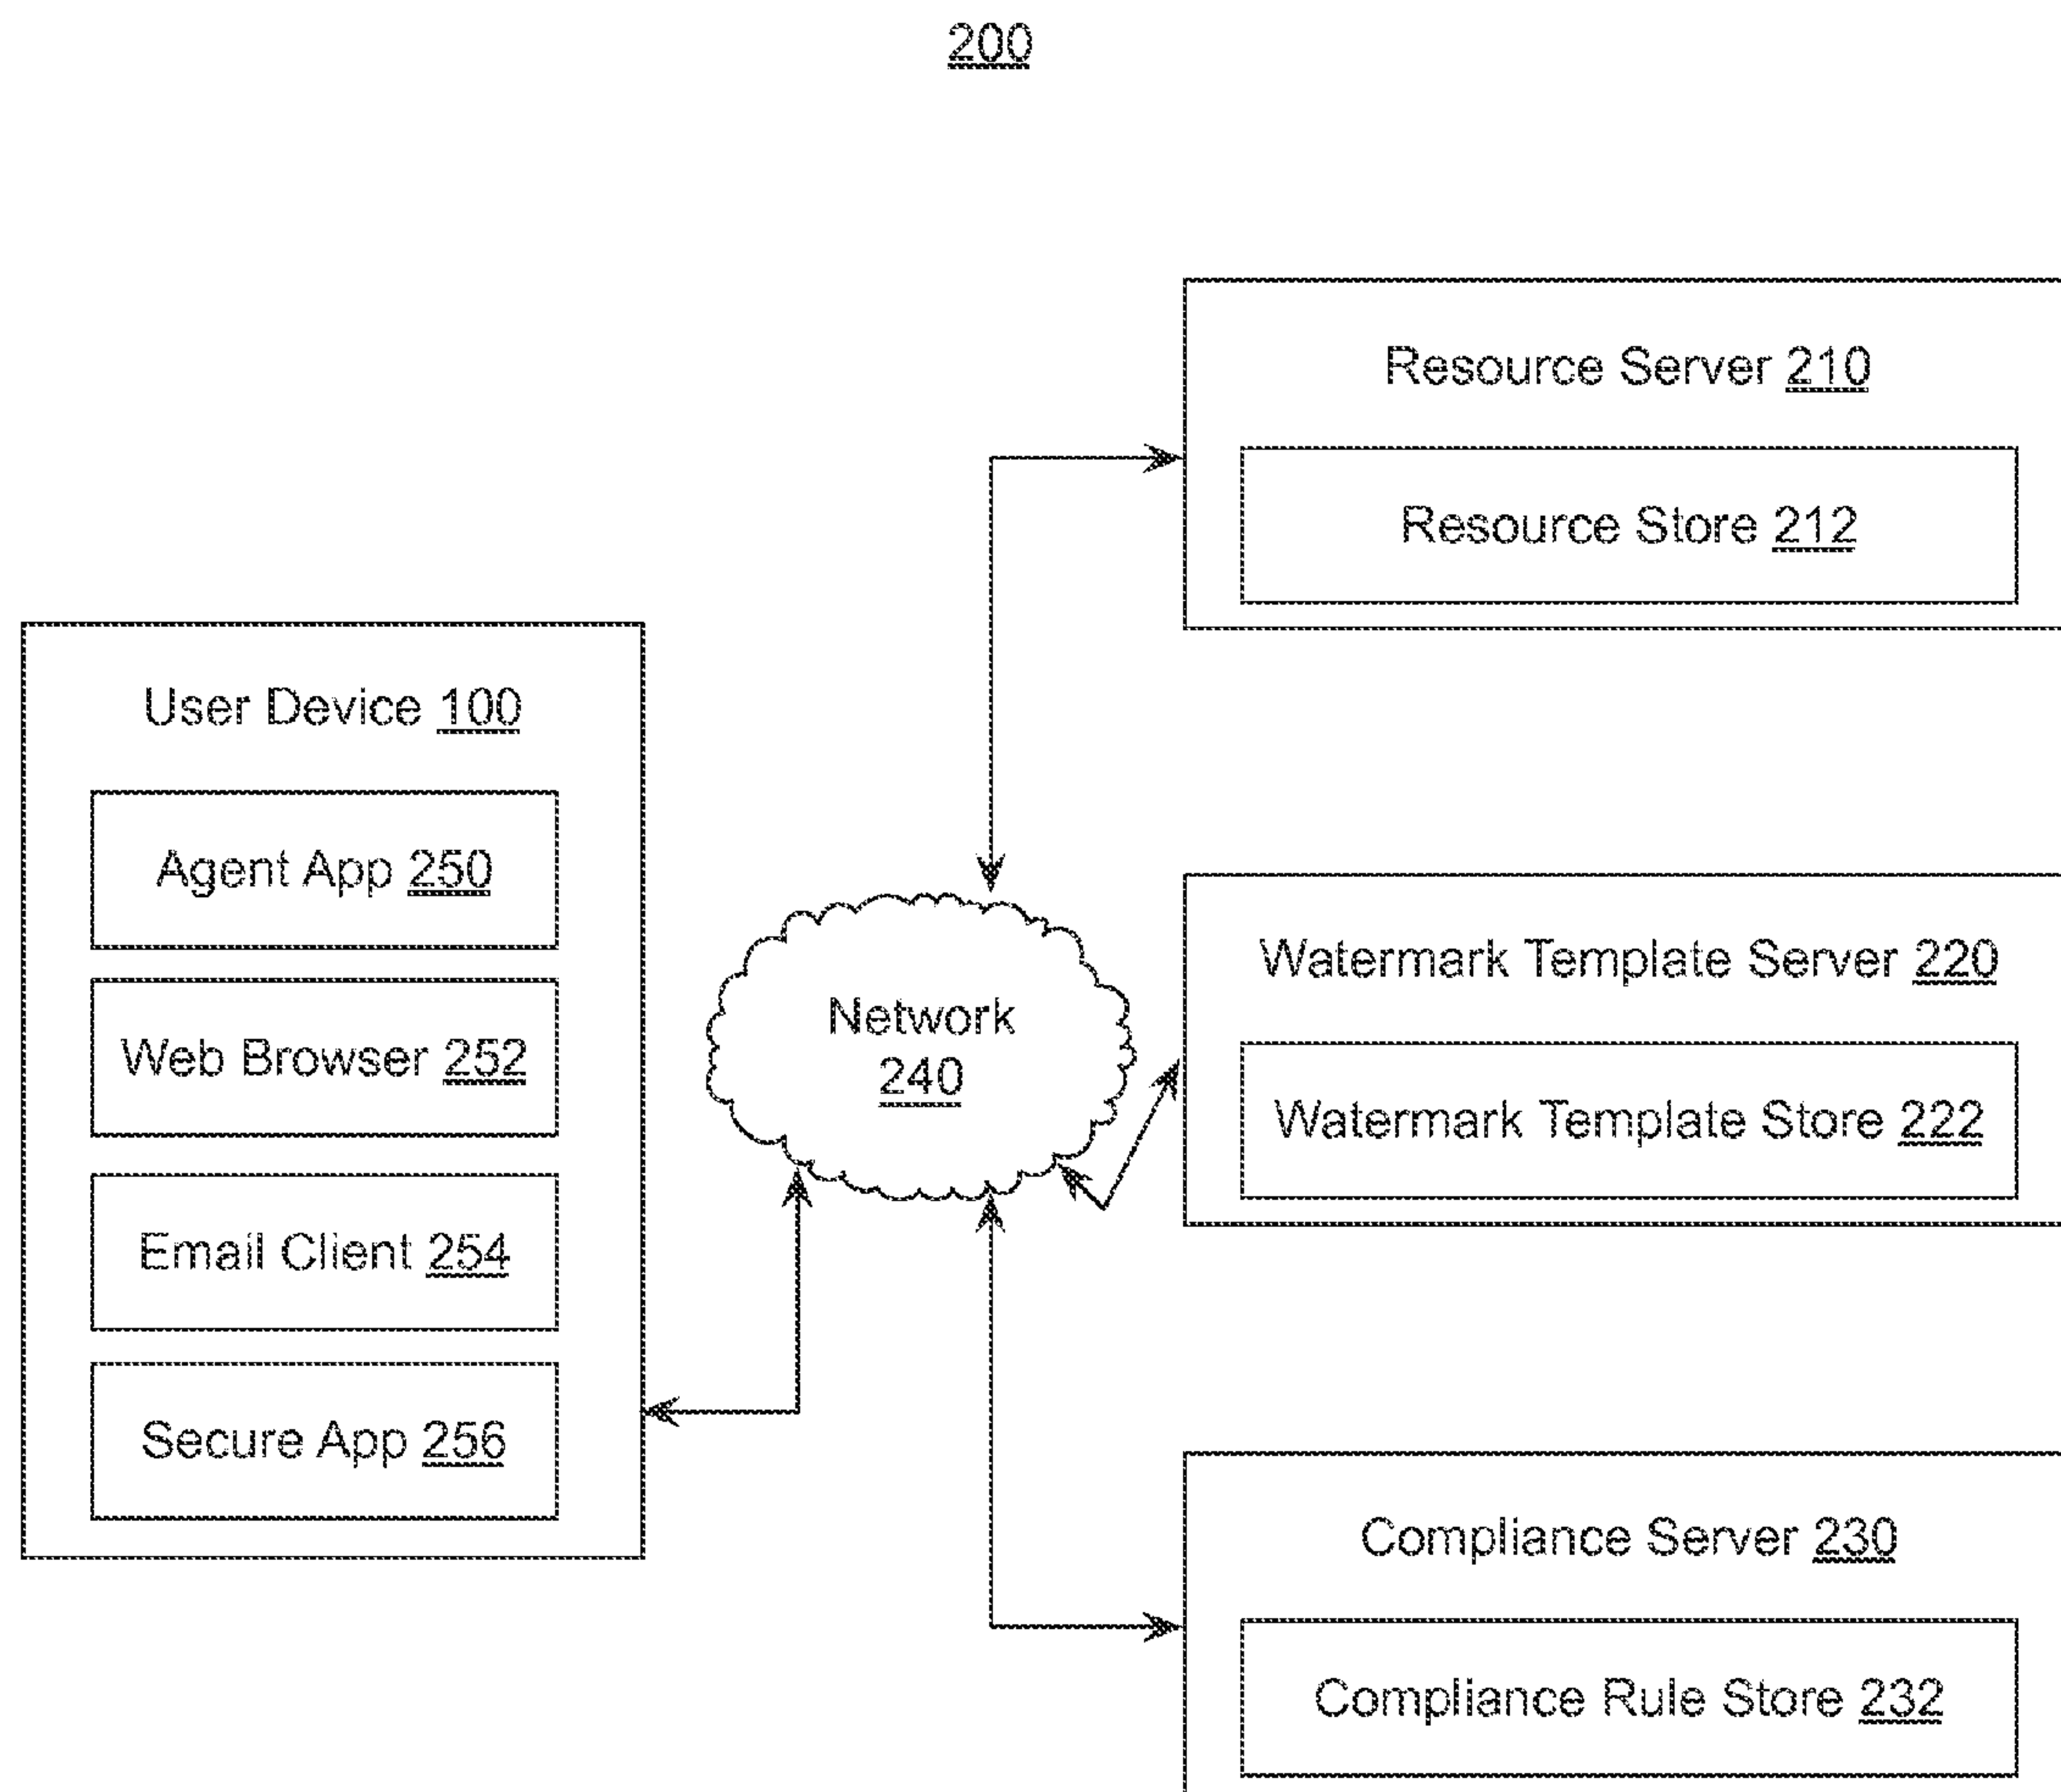 200
Resource Server 210
Resource Store 212
User Device 100
Agent App 250
Web Browser 252
Email Client 254
Secure App 256
Network
240
Watermark Template Server 220
Watermark Template Store 222
Compliance Server 230
Compliance Rule Store 232